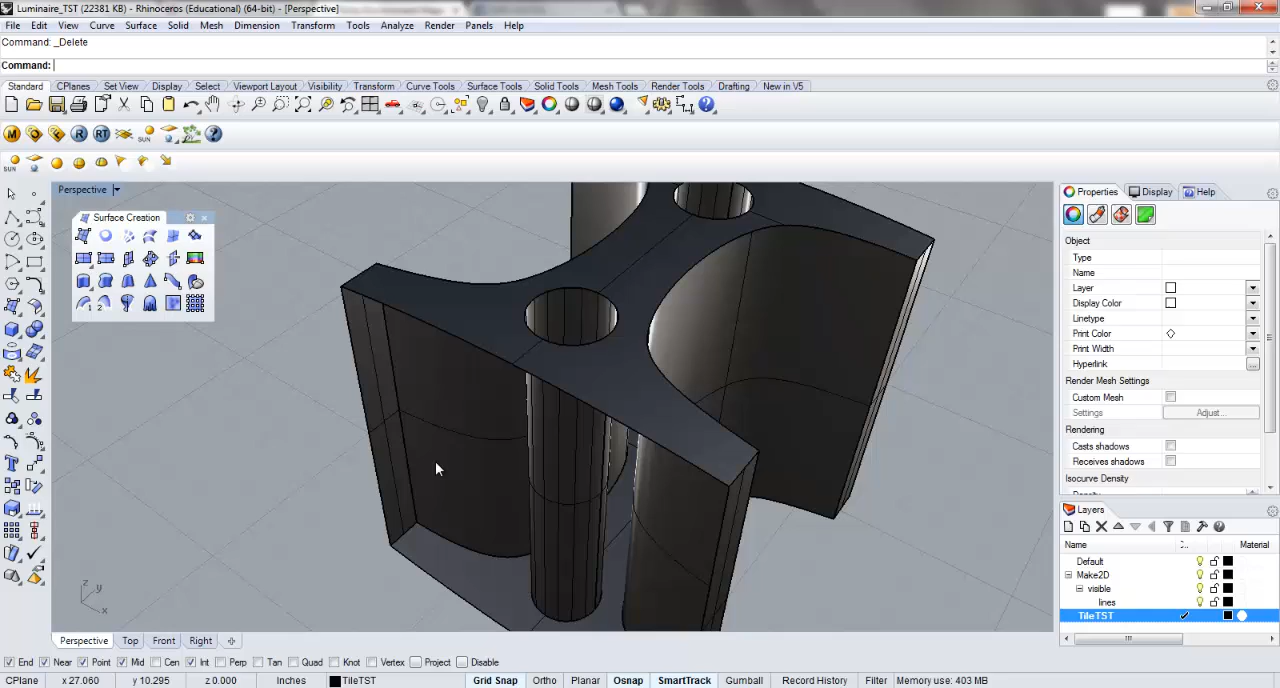 Luminaire_TST (22381 KB) - Rhinoceros (Educational) (64-bit) - [Perspective]
File Edit View Curve Surface Solid Mesh Dimension Transform Tools Analyze Render Panels Help
Command: _Delete
Command:
Standard CPlanes Set View Display Select Viewport Layout Visibility Transform Curve Tools Surface Tools Solid Tools Mesh Tools Render Tools Drafting New in V5
M R RT SUN
SUN
Perspective
Surface Creation
Properties Display Help
Object
Type
Name
Layer
Display Color
Linetype
Print Color
Print Width
Hyperlink ...
Render Mesh Settings
Custom Mesh
Settings Adjust...
Rendering
Casts shadows
Receives shadows
Isocurve Density
Layers
Name Material
Default
Make2D
visible
lines
TileTST
z y x
Perspective Top Front Right
End Near Point Mid Cen Int Perp Tan Quad Knot Vertex Project Disable
CPlane x 27.060 y 10.295 z 0.000 Inches TileTST Grid Snap Ortho Planar Osnap SmartTrack Gumball Record History Filter Memory use: 403 MB